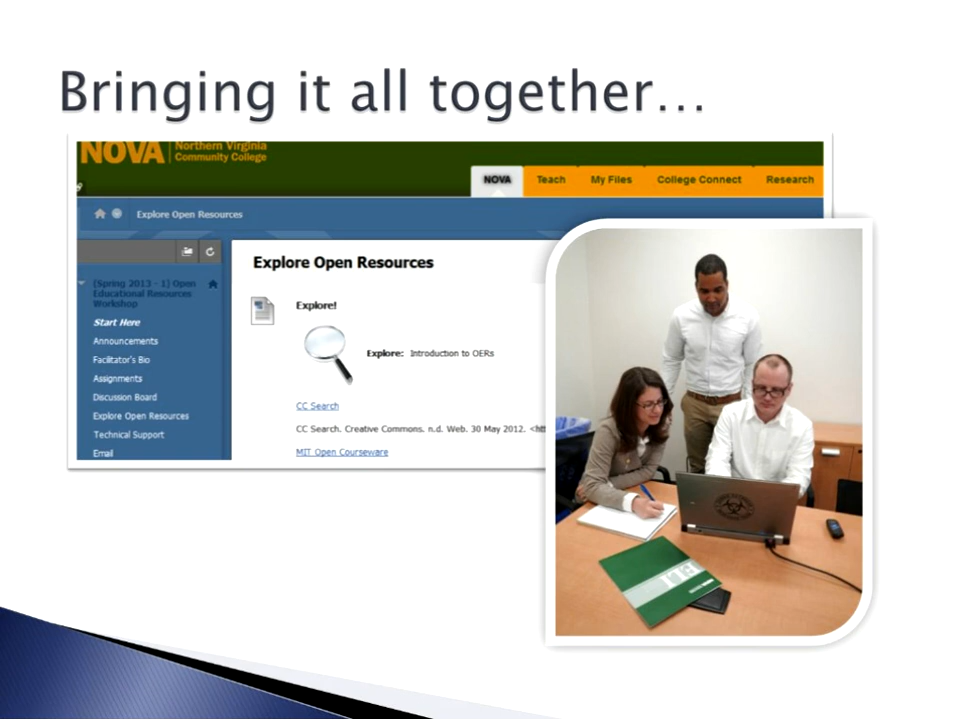 Bringing it all together…
NOVA
Northern Virginia
Community College
NOVA Teach My Files College Connect Research
Explore Open Resources
(Spring 2013 - 1) Open
Educational Resources
Workshop
Start Here
Announcements
Facilitator's Bio
Assignments
Discussion Board
Explore Open Resources
Technical Support
Email
Explore Open Resources
Explore!
Explore: Introduction to OERs
CC Search
CC Search. Creative Commons. n.d. Web. 30 May 2012. <htt
MIT Open Courseware
ELI